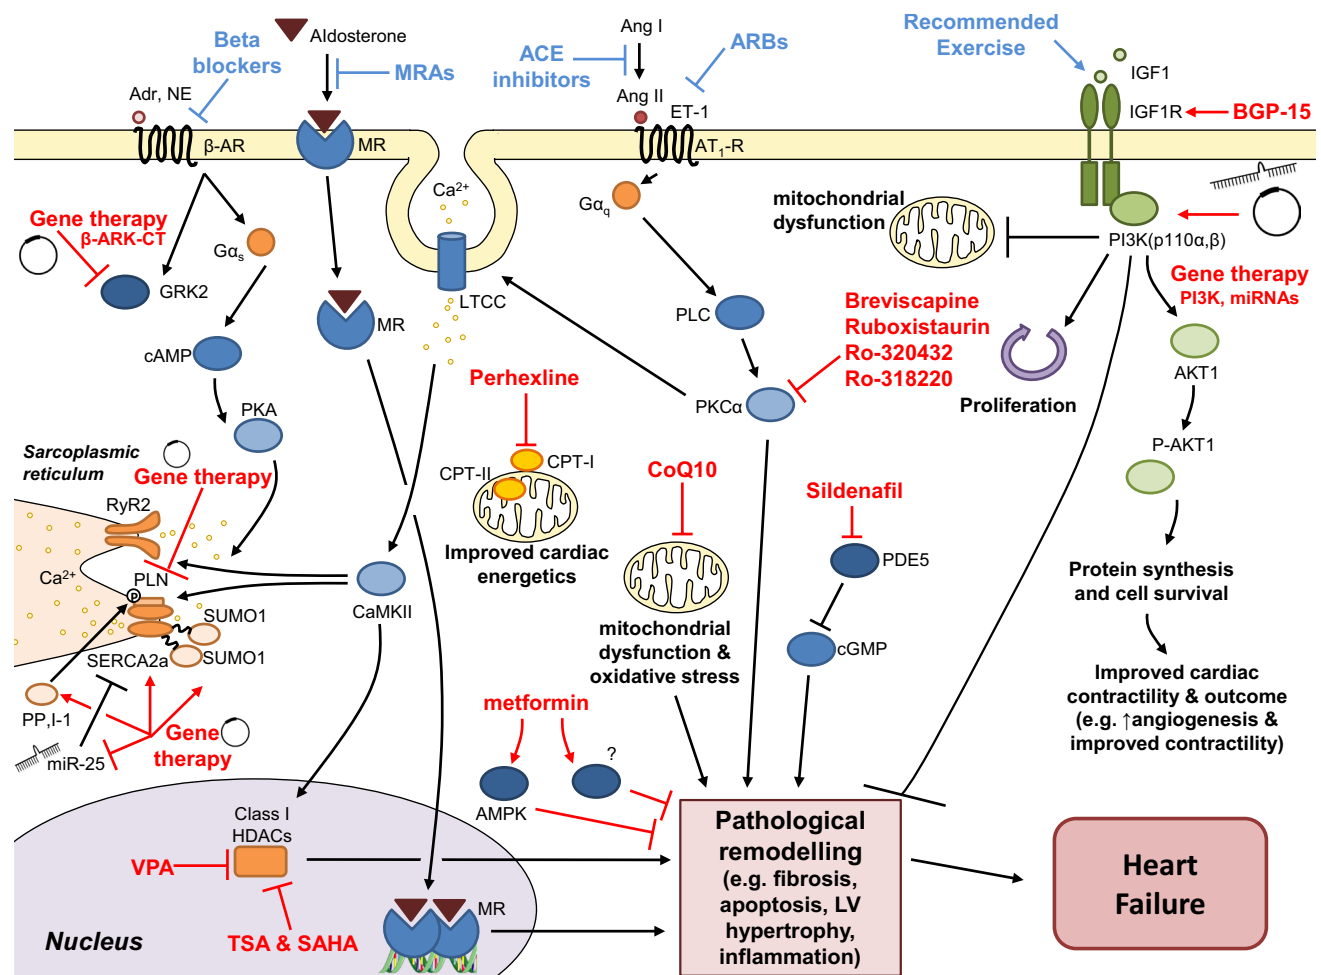 Aldosterone
Beta
blockers
MRAs
Adr, NE
β-AR
MR
Ang I
ACE
inhibitors
ARBs
Ang II
ET-1
AT1-R
Recommended
Exercise
IGF1
IGF1R
BGP-15
Ca2+
LTCC
Gαq
mitochondrial
dysfunction
PI3K(p110α,β)
Gene therapy
PI3K, miRNAs
Gene therapy
β-ARK-CT
Gαs
GRK2
MR
cAMP
PKA
PLC
PKCα
Breviscapine
Ruboxistaurin
Ro-320432
Ro-318220
Proliferation
AKT1
P-AKT1
Protein synthesis
and cell survival
Improved cardiac
contractility & outcome
(e.g. ↑angiogenesis &
improved contractility)
Perhexline
CPT-I
CPT-II
Improved cardiac
energetics
CoQ10
mitochondrial
dysfunction &
oxidative stress
Sildenafil
PDE5
cGMP
Sarcoplasmic
reticulum
Gene therapy
RyR2
Ca2+
PLN
P
CaMKII
SUMO1
SUMO1
SERCA2a
PP,I-1
miR-25
Gene
therapy
metformin
?
AMPK
Class I
HDACs
VPA
TSA & SAHA
Nucleus
MR
Pathological
remodelling
(e.g. fibrosis,
apoptosis, LV
hypertrophy,
inflammation)
Heart
Failure